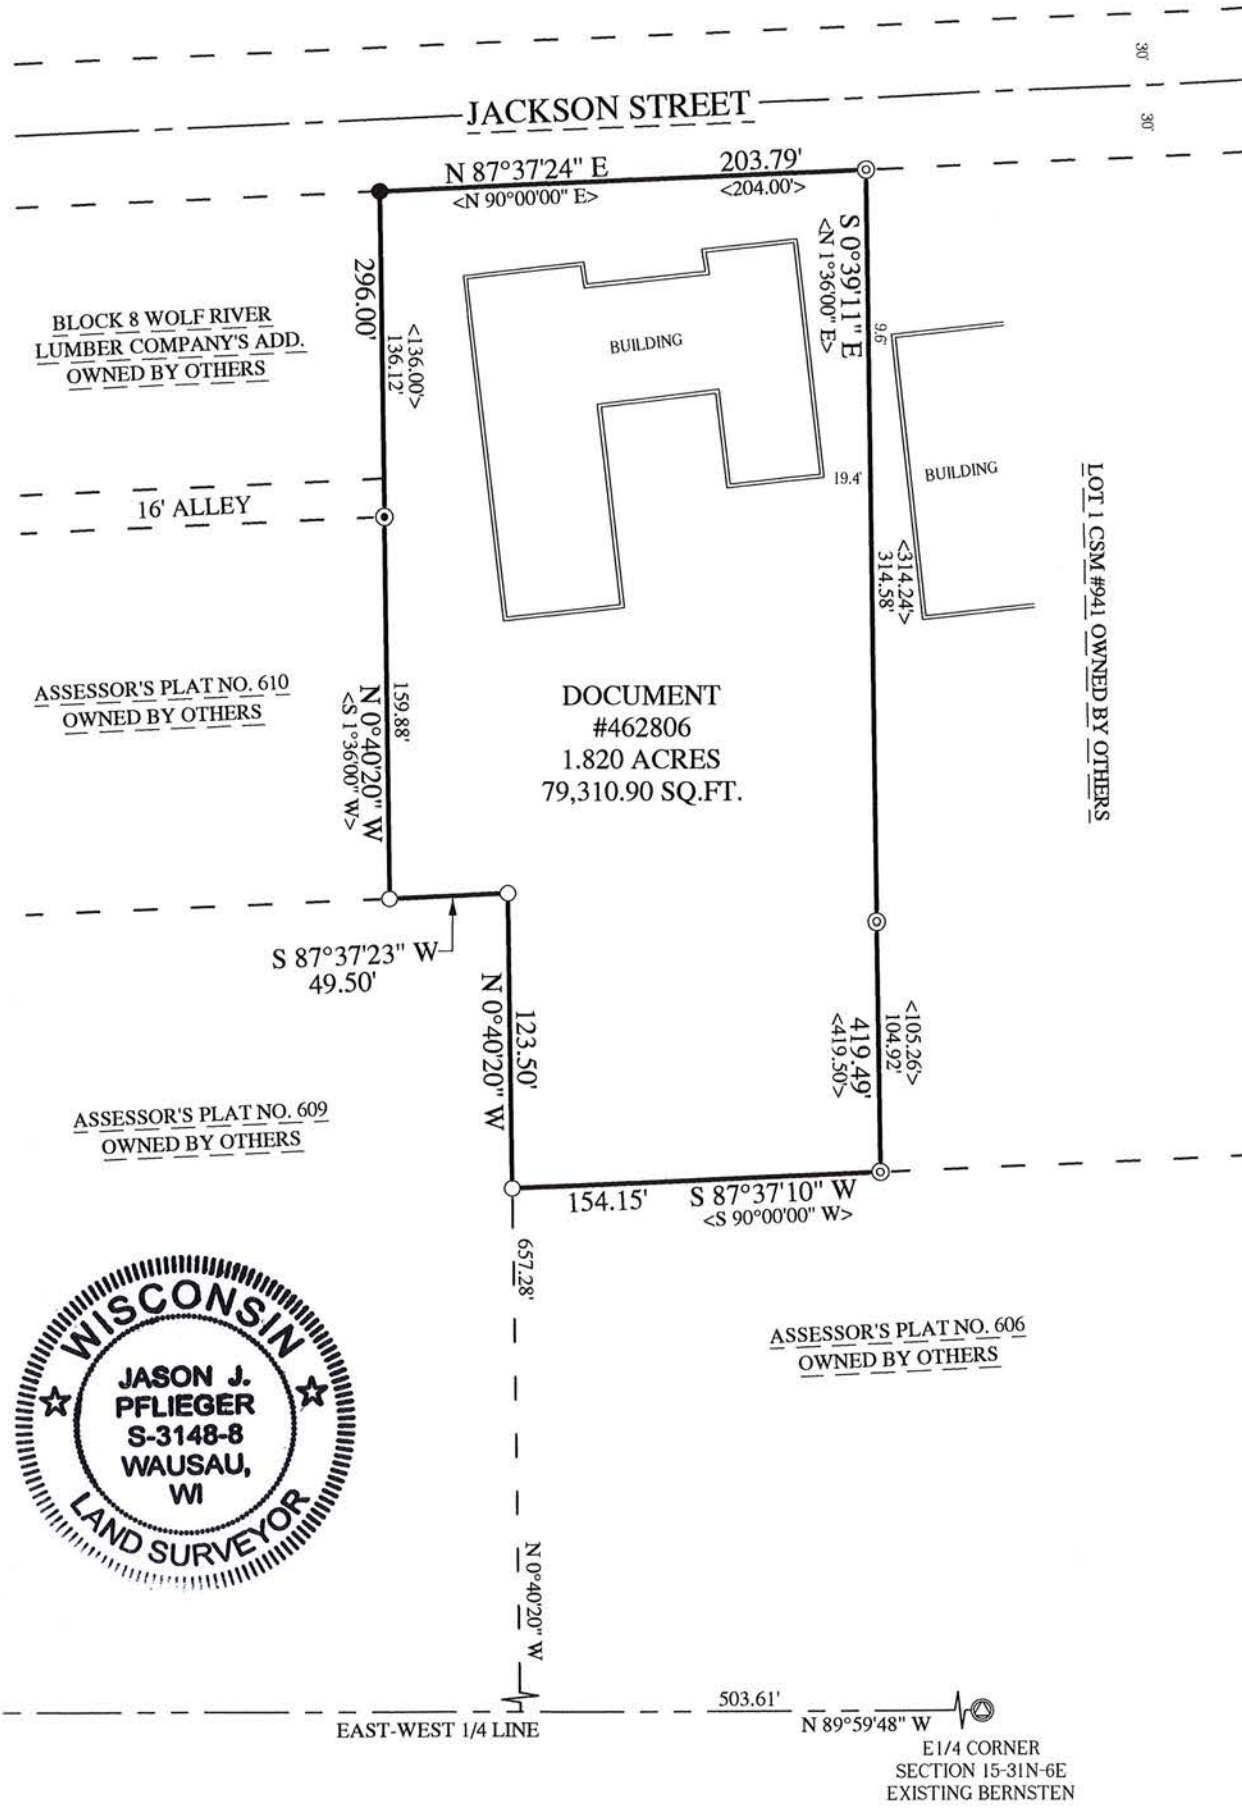 30'
JACKSON STREET
30'
N 87°37'24" E 203.79'
<N 90°00'00" E> <204.00'>
S 0°39'11" E
<N 1°36'00" E>
296.00'
<136.00'>
136.12'
BLOCK 8 WOLF RIVER
LUMBER COMPANY'S ADD.
OWNED BY OTHERS
BUILDING
9.6'
19.4'
BUILDING
16' ALLEY
<314.24'>
314.58'
LOT 1 CSM #941 OWNED BY OTHERS
ASSESSOR'S PLAT NO. 610
OWNED BY OTHERS
159.88'
N 0°40'20" W
<S 1°36'00" W>
DOCUMENT
#462806
1.820 ACRES
79,310.90 SQ.FT.
S 87°37'23" W
49.50'
123.50'
N 0°40'20" W
<105.26'>
104.92'
419.49'
<419.50'>
ASSESSOR'S PLAT NO. 609
OWNED BY OTHERS
154.15' S 87°37'10" W
<S 90°00'00" W>
657.28'
ASSESSOR'S PLAT NO. 606
OWNED BY OTHERS
WISCONSIN
JASON J.
PFLIEGER
S-3148-8
WAUSAU,
WI
LAND SURVEYOR
N 0°40'20" W
503.61'
EAST-WEST 1/4 LINE
N 89°59'48" W
E1/4 CORNER
SECTION 15-31N-6E
EXISTING BERNSTEN